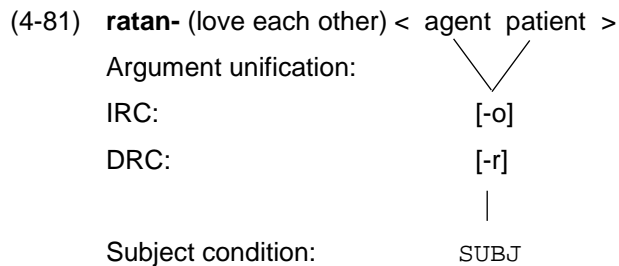 (4-81) ratan- (love each other) < agent patient >
Argument unification:
IRC: [-o]
DRC: [-r]
Subject condition: SUBJ